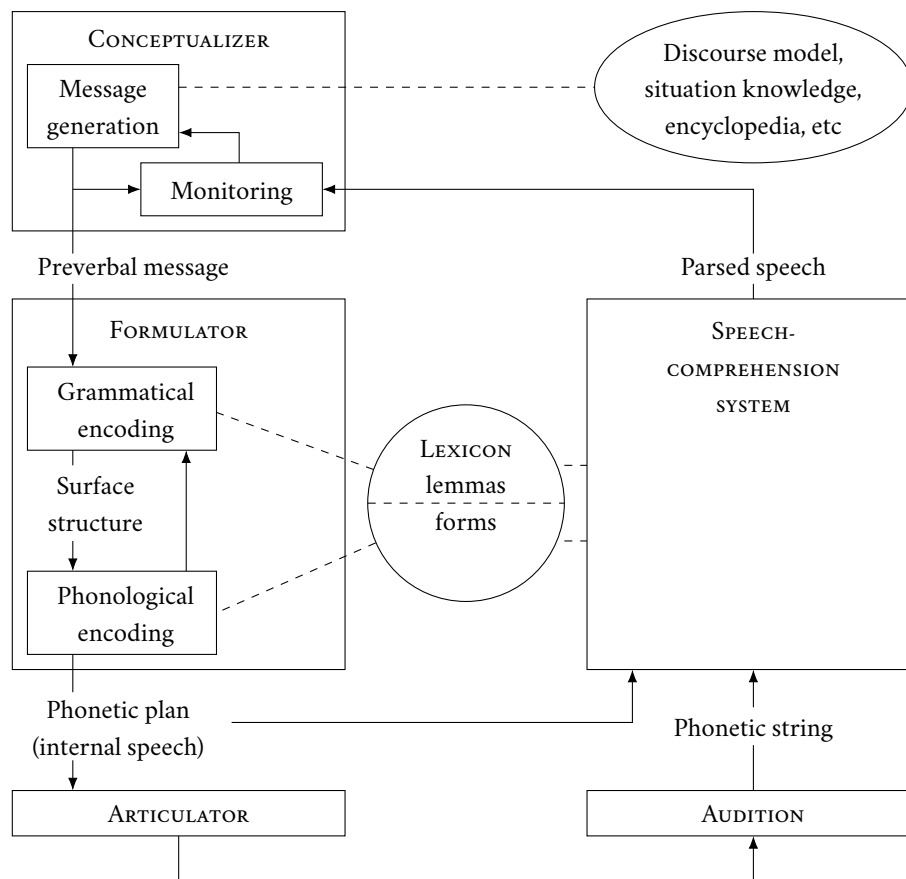 CONCEPTUALIZER
Message
generation
Monitoring
Discourse model,
situation knowledge,
encyclopedia, etc
Preverbal message
Parsed speech
FORMULATOR
Grammatical
encoding
Surface
structure
Phonological
encoding
LEXICON
lemmas
forms
SPEECH-
COMPREHENSION
SYSTEM
Phonetic plan
(internal speech)
Phonetic string
ARTICULATOR
AUDITION